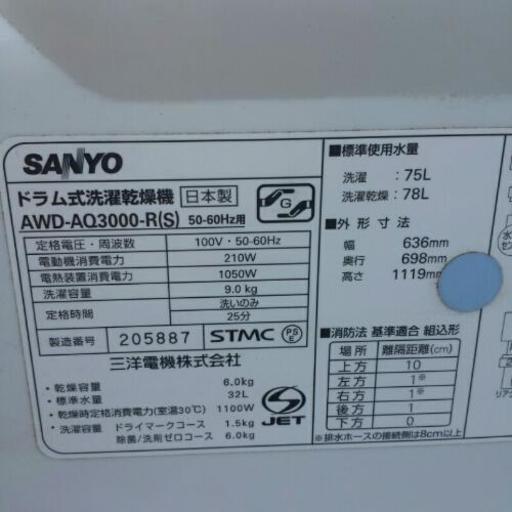 SANYO
ドラム式洗濯乾燥機 日本製
AWD-AQ3000-R(S) 50-60Hz用
G
定格電圧・周波数 100V・50-60Hz
電動機消費電力 210W
電熱装置消費電力 1050W
洗濯容量 9.0kg
定格時間 洗いのみ 25分
製造番号 205887 STMC PSE
三洋電機株式会社
・乾燥容量 6.0kg
・標準水量 32L
・乾燥時定格消費電力(室温30℃) 1100W
・洗濯容量 ドライマークコース 1.5kg
除菌/洗剤ゼロコース 6.0kg
S JET
■標準使用水量
洗濯 : 75L
洗濯乾燥 : 78L
■外形寸法
幅 636mm
奥行 698mm
高さ 1119mm
■消防法 基準適合 組込形
場所 離隔距離(cm)
上方 10
左方 1※
右方 1※
後方 1
下方 0
※排水ホースの接続側は8cm以上